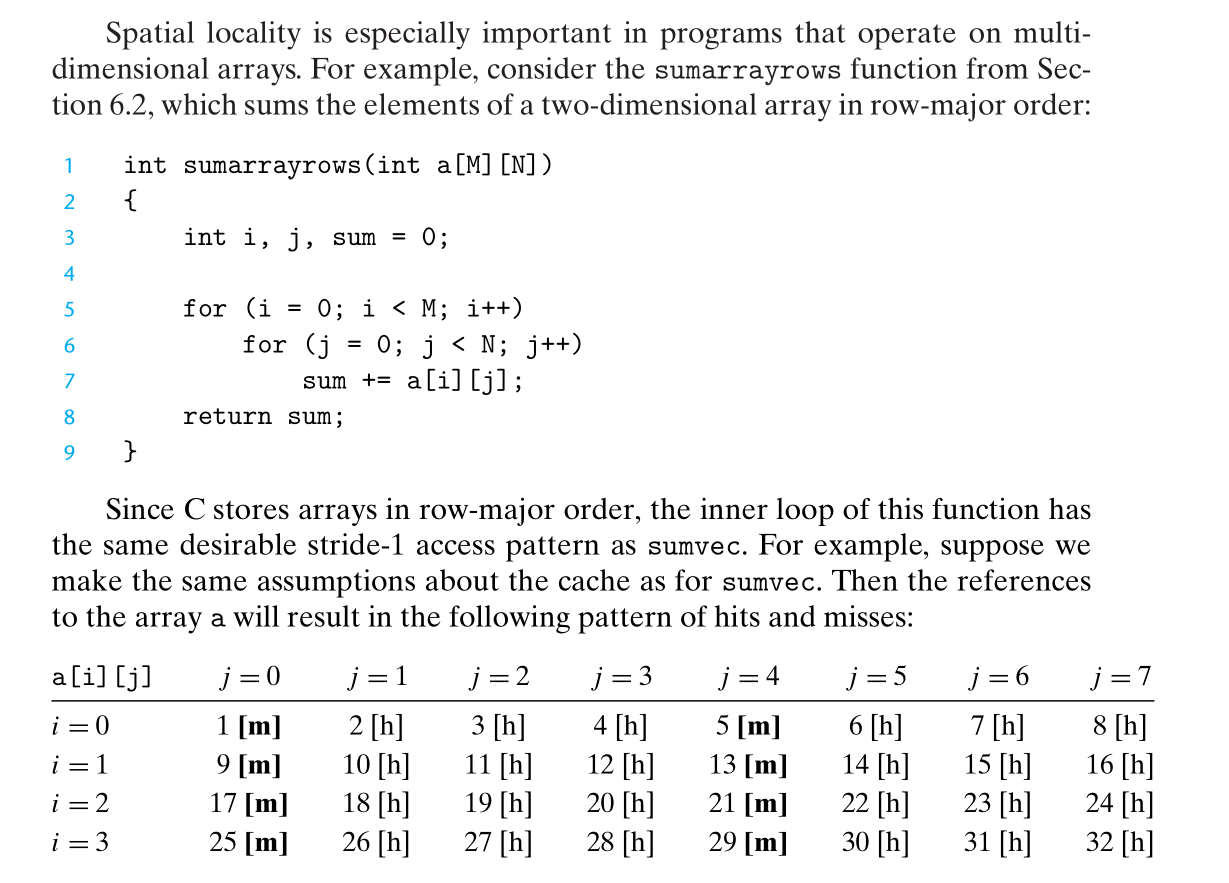 Spatial locality is especially important in programs that operate on multi-
dimensional arrays. For example, consider the sumarrayrows function from Sec-
tion 6.2, which sums the elements of a two-dimensional array in row-major order:
1 int sumarrayrows(int a[M][N])
2 {
3 int i, j, sum = 0;
4
5 for (i = 0; i < M; i++)
6 for (j = 0; j < N; j++)
7 sum += a[i][j];
8 return sum;
9 }
Since C stores arrays in row-major order, the inner loop of this function has
the same desirable stride-1 access pattern as sumvec. For example, suppose we
make the same assumptions about the cache as for sumvec. Then the references
to the array a will result in the following pattern of hits and misses:
a[i][j] j = 0 j = 1 j = 2 j = 3 j = 4 j = 5 j = 6 j = 7
i = 0 1 [m] 2 [h] 3 [h] 4 [h] 5 [m] 6 [h] 7 [h] 8 [h]
i = 1 9 [m] 10 [h] 11 [h] 12 [h] 13 [m] 14 [h] 15 [h] 16 [h]
i = 2 17 [m] 18 [h] 19 [h] 20 [h] 21 [m] 22 [h] 23 [h] 24 [h]
i = 3 25 [m] 26 [h] 27 [h] 28 [h] 29 [m] 30 [h] 31 [h] 32 [h]